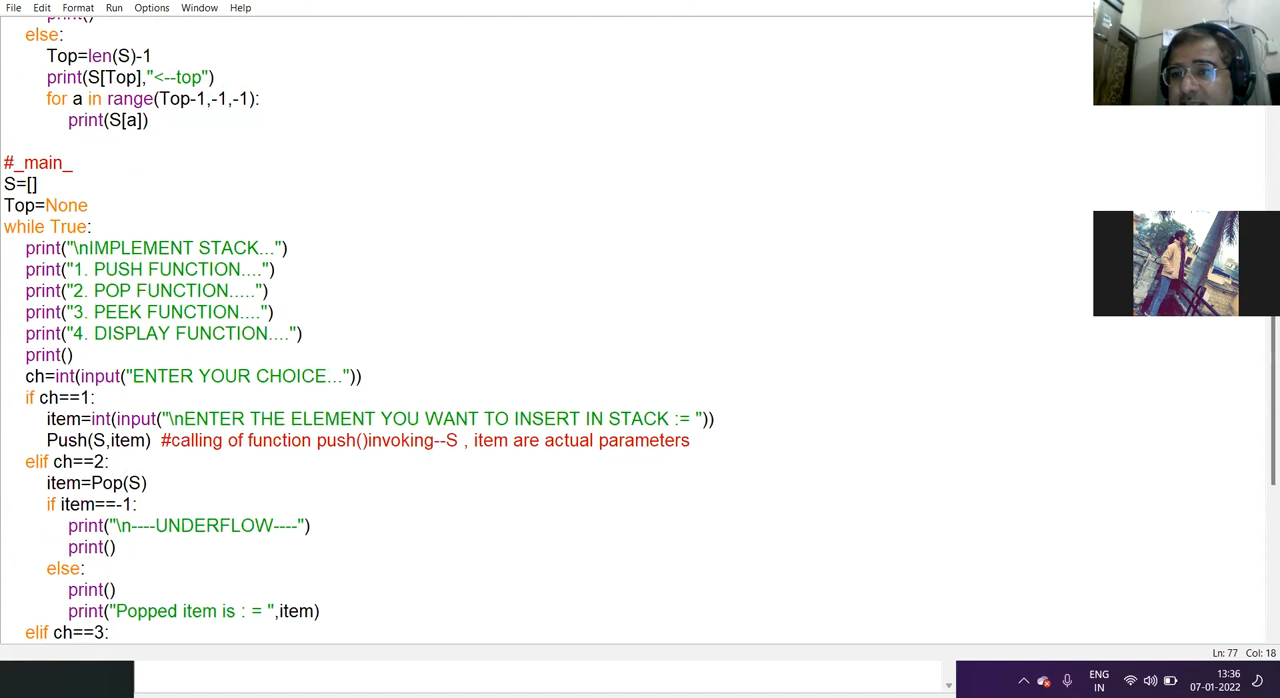 File Edit Format Run Options Window Help
print()
else:
Top=len(S)-1
print(S[Top],"<--top")
for a in range(Top-1,-1,-1):
print(S[a])
#_main_
S=[]
Top=None
while True:
print("\nIMPLEMENT STACK...")
print("1. PUSH FUNCTION....")
print("2. POP FUNCTION.....")
print("3. PEEK FUNCTION....")
print("4. DISPLAY FUNCTION....")
print()
ch=int(input("ENTER YOUR CHOICE..."))
if ch==1:
item=int(input("\nENTER THE ELEMENT YOU WANT TO INSERT IN STACK := "))
Push(S,item) #calling of function push()invoking--S , item are actual parameters
elif ch==2:
item=Pop(S)
if item==-1:
print("\n----UNDERFLOW----")
print()
else:
print()
print("Popped item is : = ",item)
elif ch==3:
Ln: 77 Col: 18
ENG
IN
13:36
07-01-2022